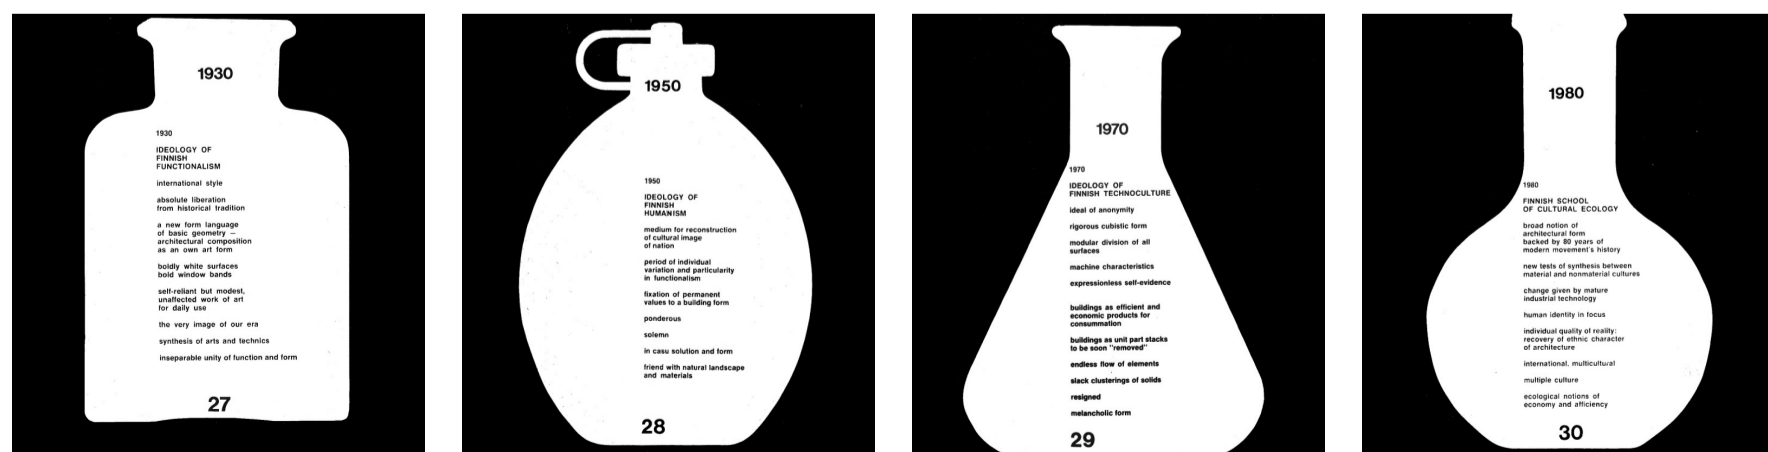 1930
1930
IDEOLOGY OF
FINNISH
FUNCTIONALISM
international style
absolute liberation
from historical tradition
a new form language
of basic geometry —
architectural composition
as an own art form
boldly white surfaces
bold window bands
self-reliant but modest,
unaffected work of art
for daily use
the very image of our era
synthesis of arts and technics
inseparable unity of function and form
27
1950
1950
IDEOLOGY OF
FINNISH
HUMANISM
medium for reconstruction
of cultural image
of nation
period of individual
variation and particularity
in functionalism
fixation of permanent
values to a building form
ponderous
solemn
in casu solution and form
friend with natural landscape
and materials
28
1970
1970
IDEOLOGY OF
FINNISH TECHNOCULTURE
ideal of anonymity
rigorous cubistic form
modular division of all
surfaces
machine characteristics
expressionless self-evidence
buildings as efficient and
economic products for
consummation
buildings as unit part stacks
to be soon "removed"
endless flow of elements
slack clusterings of solids
resigned
melancholic form
29
1980
1980
FINNISH SCHOOL
OF CULTURAL ECOLOGY
broad notion of
architectural form
backed by 80 years of
modern movement's history
new tests of synthesis between
material and nonmaterial cultures
change given by mature
industrial technology
human identity in focus
individual quality of reality:
recovery of ethnic character
of architecture
international, multicultural
multiple culture
ecological notions of
economy and afficiency
30